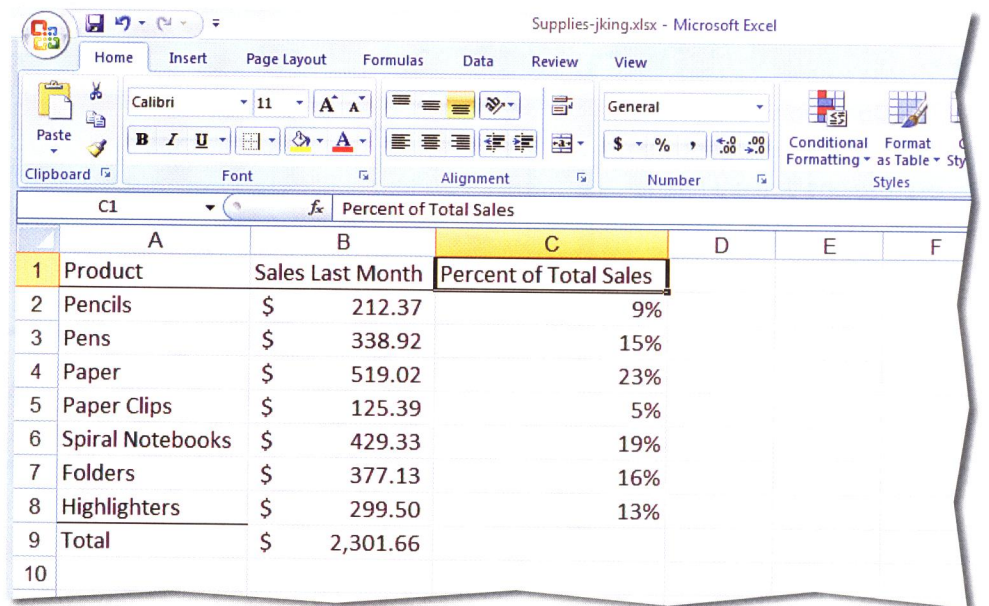 Supplies-jking.xlsx - Microsoft Excel
Home Insert Page Layout Formulas Data Review View
Calibri 11 A A General
Paste B I U A $ % , .0 .00 .00 .0 Conditional Formatting Format as Table
Clipboard Font Alignment Number Styles
C1 fx Percent of Total Sales
A B C D E F
1 Product Sales Last Month Percent of Total Sales
2 Pencils $ 212.37 9%
3 Pens $ 338.92 15%
4 Paper $ 519.02 23%
5 Paper Clips $ 125.39 5%
6 Spiral Notebooks $ 429.33 19%
7 Folders $ 377.13 16%
8 Highlighters $ 299.50 13%
9 Total $ 2,301.66
10